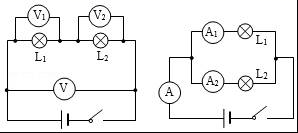 V₁ V₂
L₁ L₂
V
A₁ L₁
A₂ L₂
A